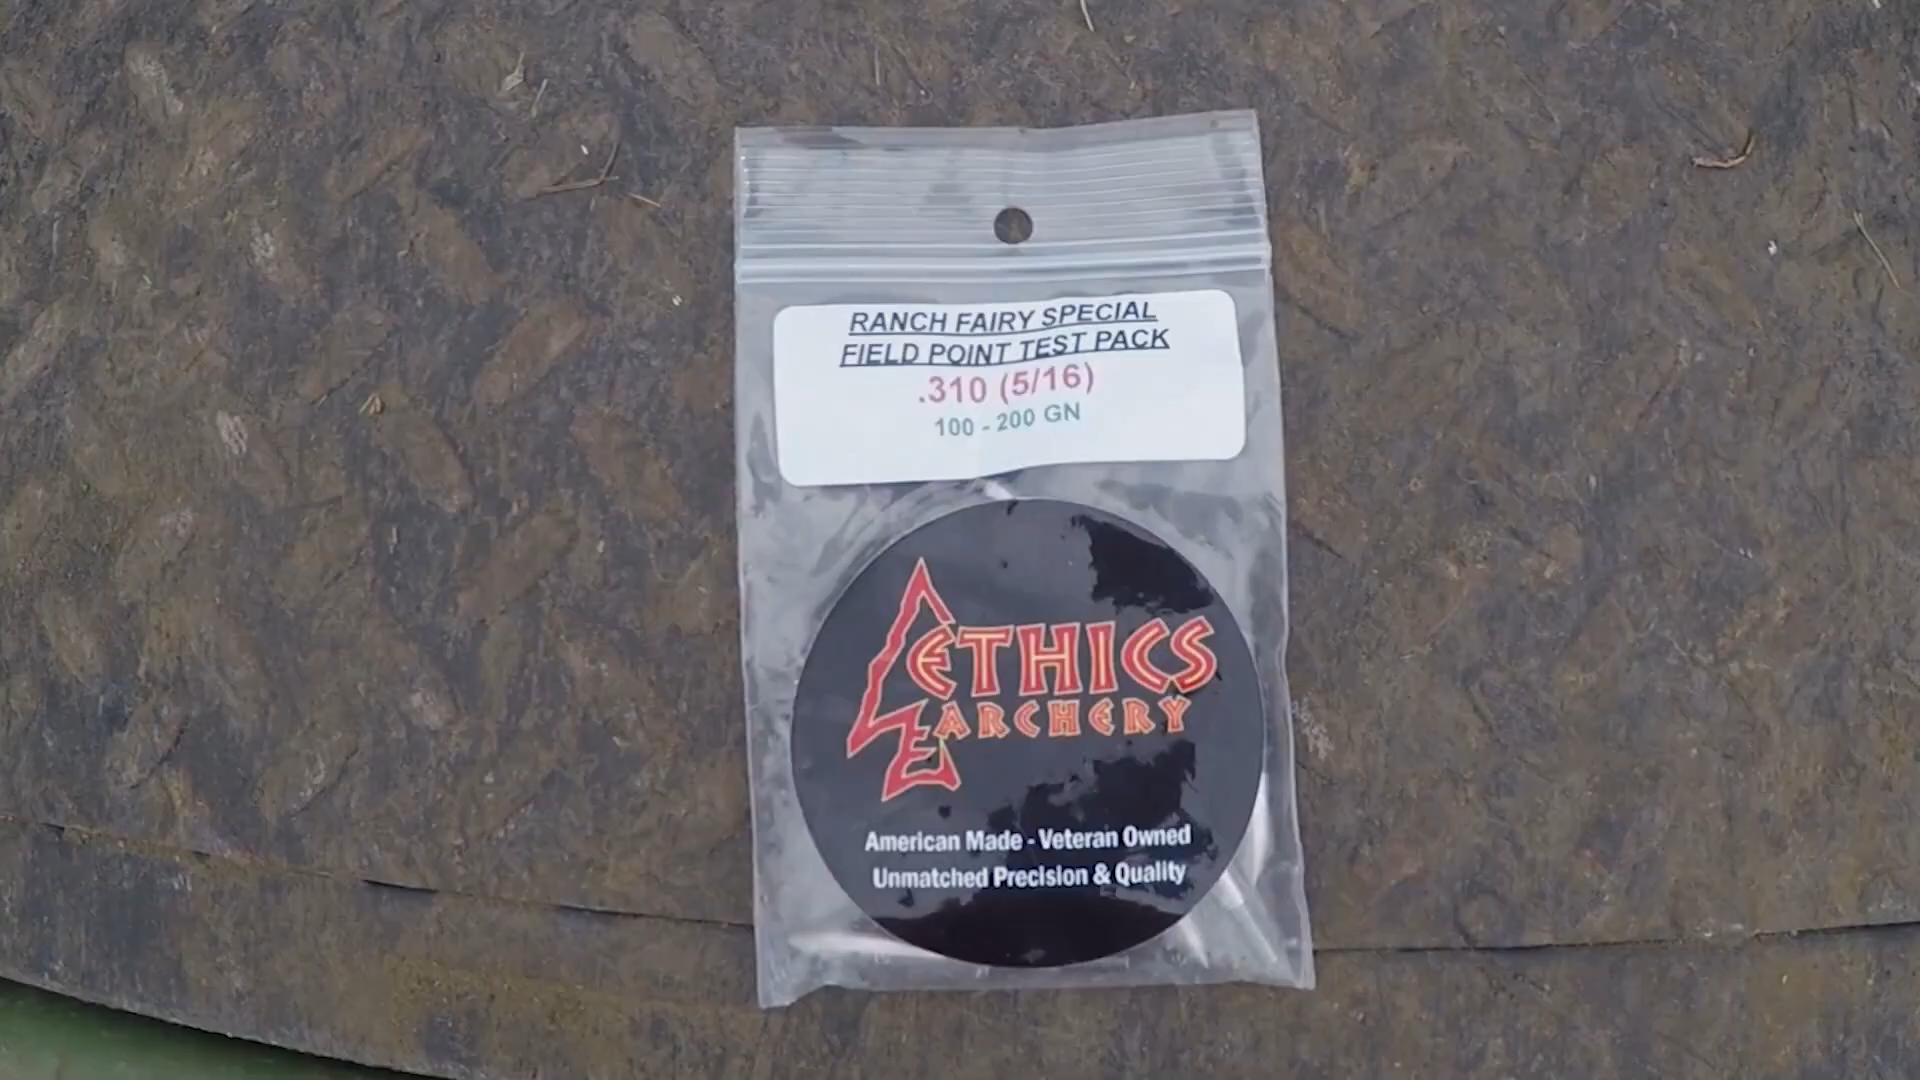 RANCH FAIRY SPECIAL
FIELD POINT TEST PACK
.310 (5/16)
100 - 200 GN
ETHICS
ARCHERY
American Made - Veteran Owned
Unmatched Precision & Quality